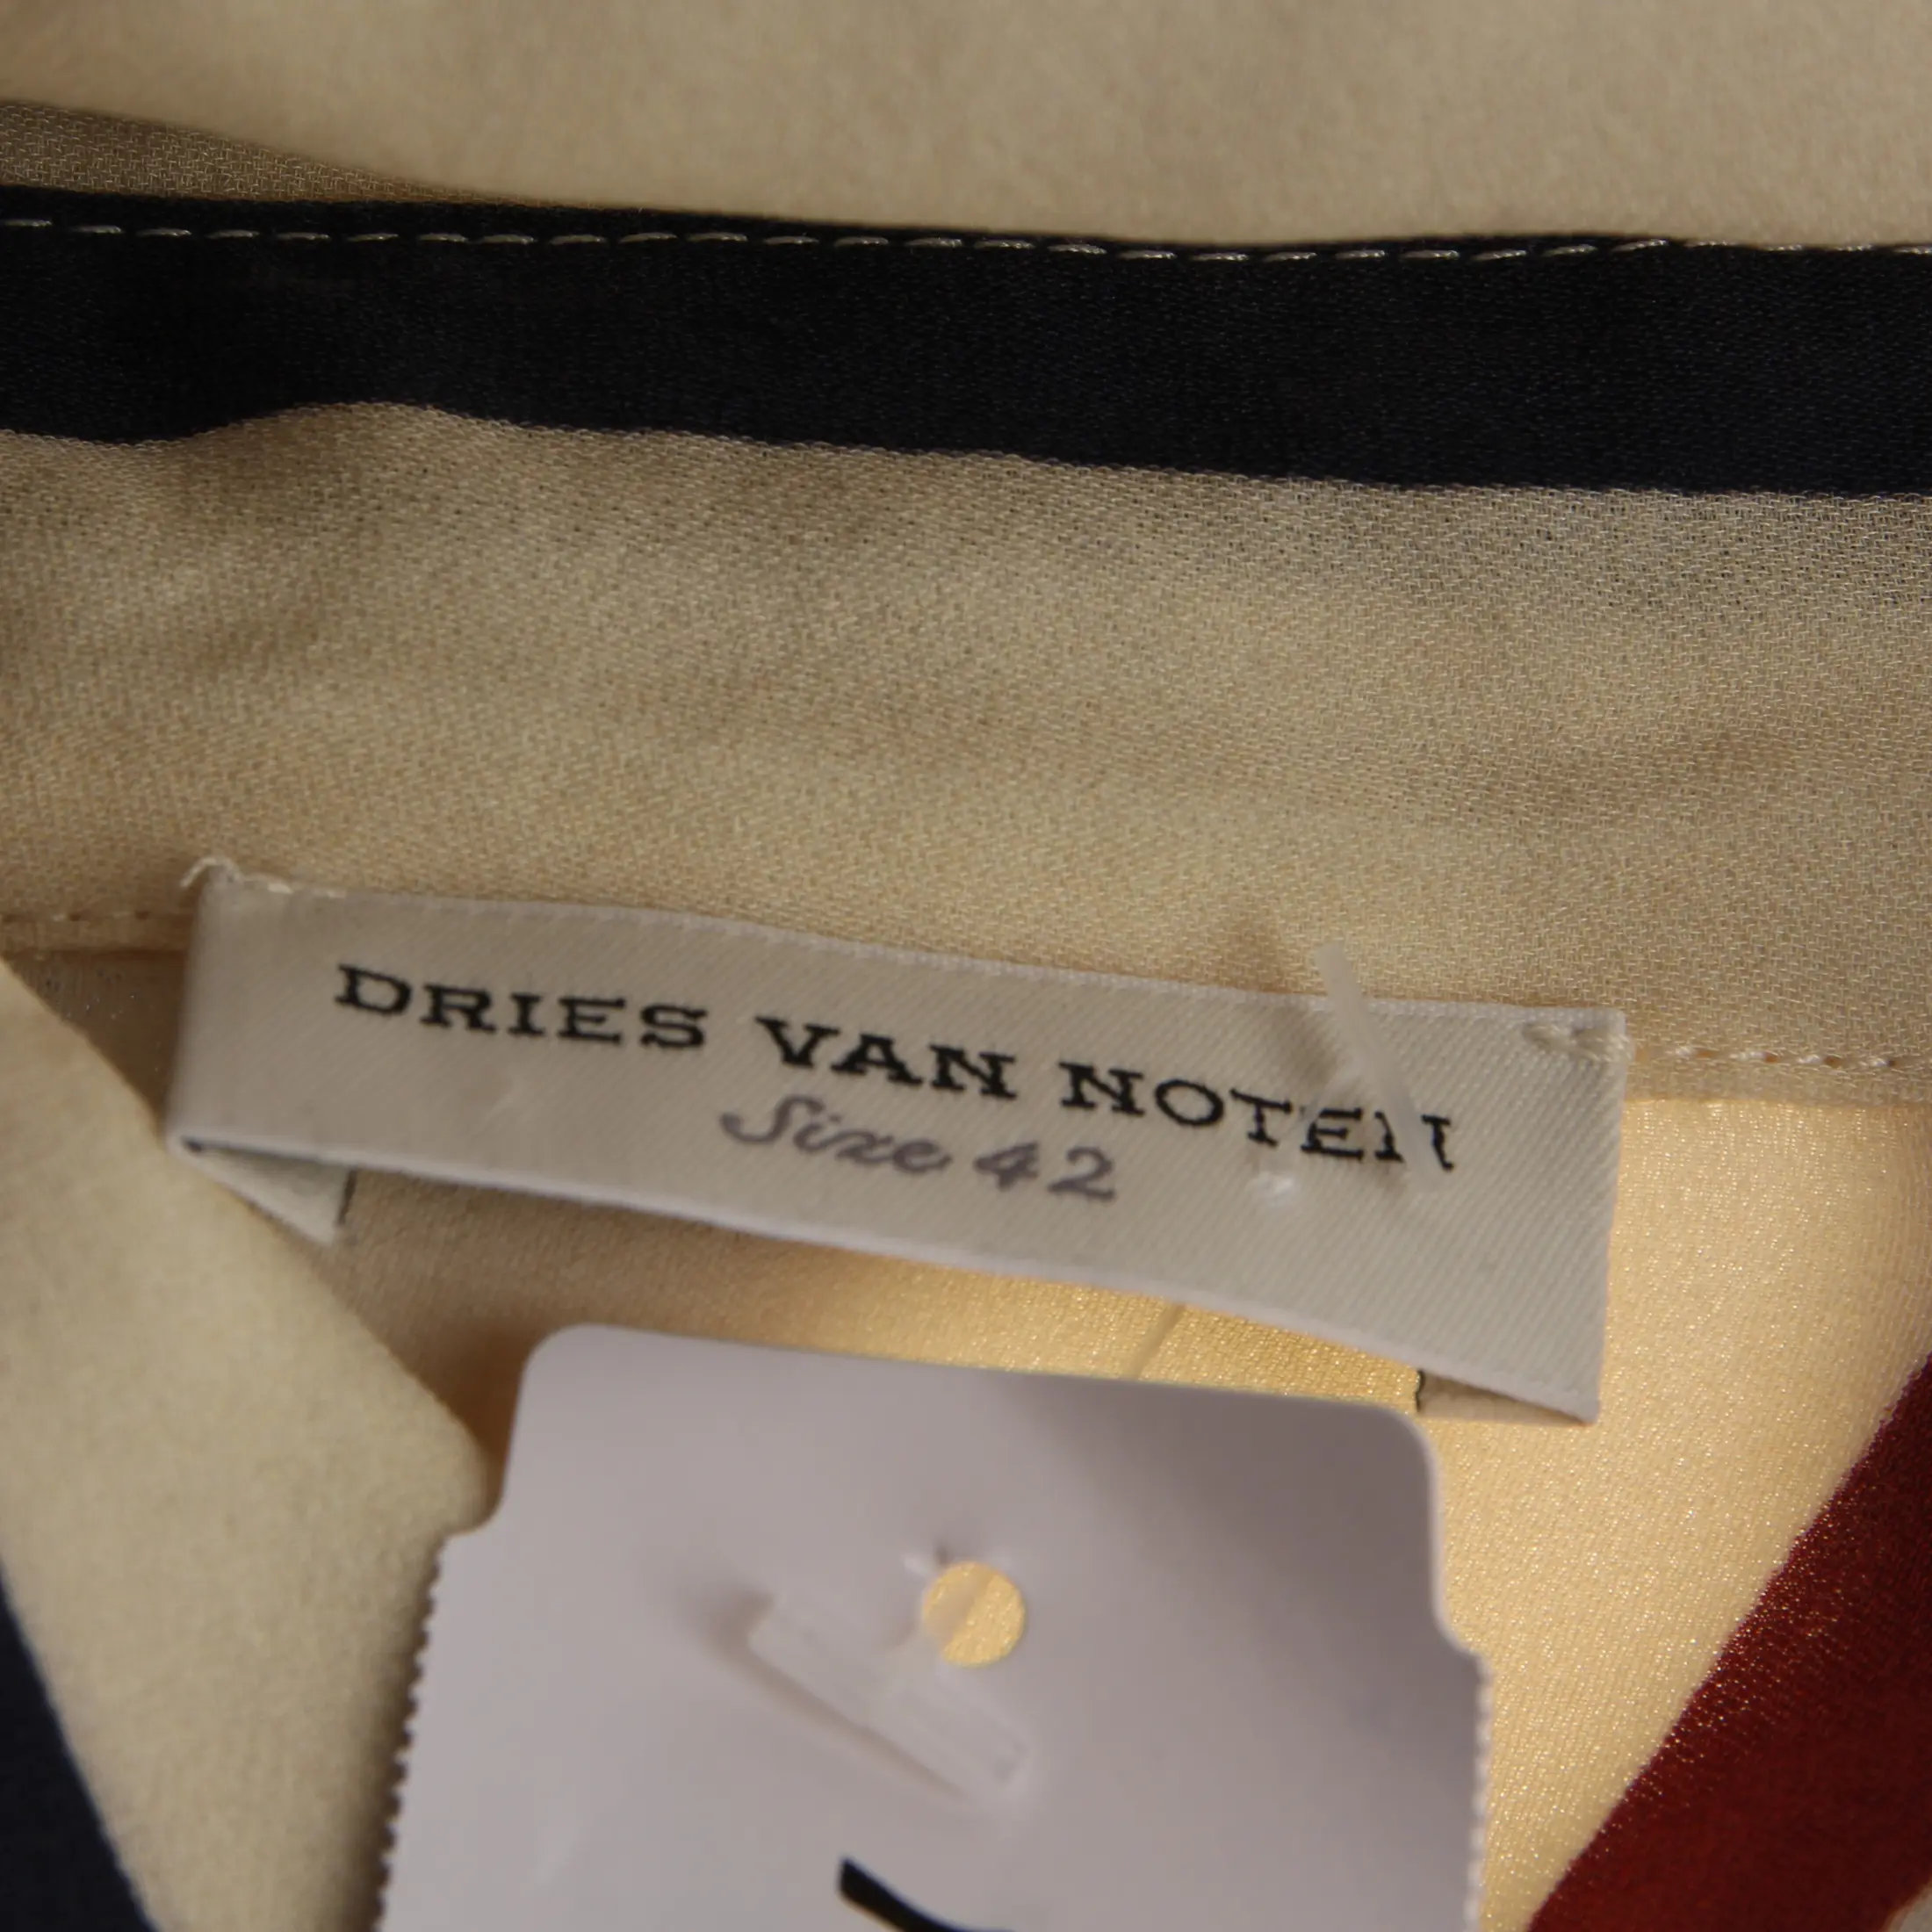 DRIES VAN NOTEN
Size 42